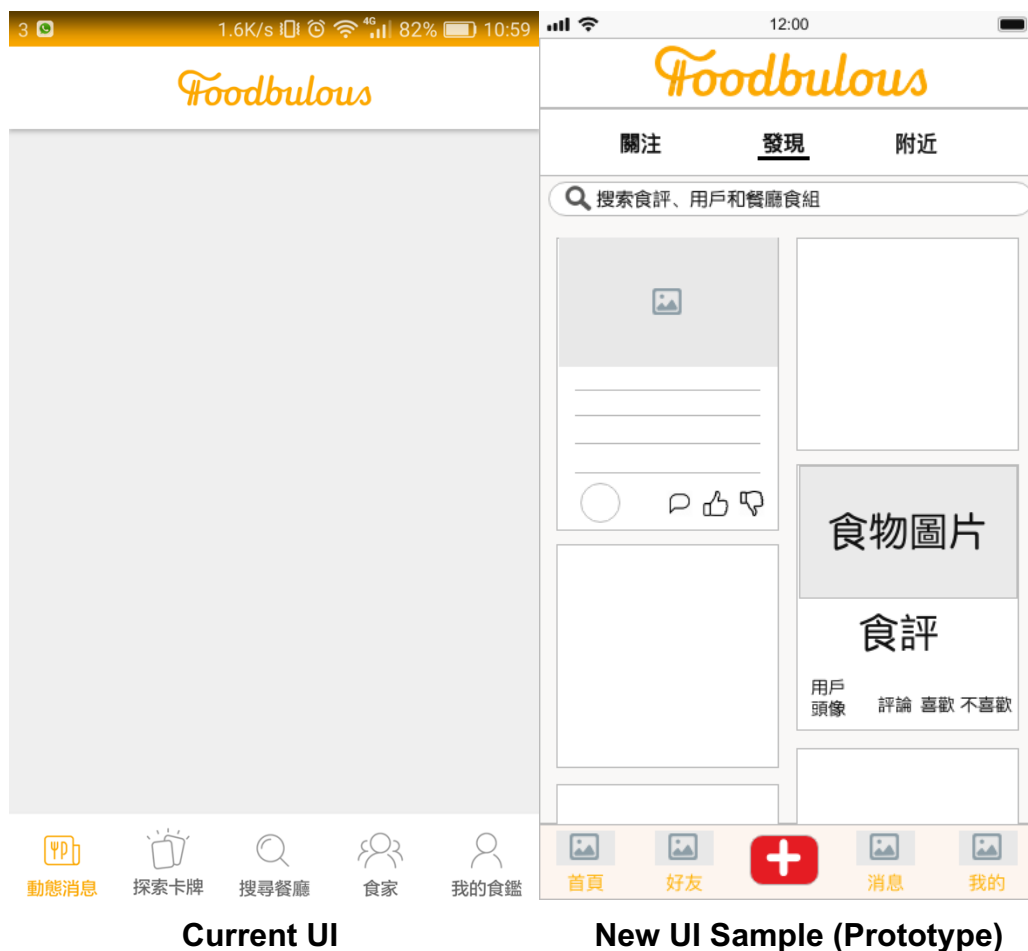 3
1.6K/s 4G 82% 10:59
Foodbulous
動態消息 探索卡牌 搜尋餐廳 食家 我的食鑑
Current UI
12:00
Foodbulous
關注 發現 附近
搜索食評、用戶和餐廳食組
食物圖片
食評
用戶
頭像
評論 喜歡 不喜歡
首頁 好友 消息 我的
New UI Sample (Prototype)